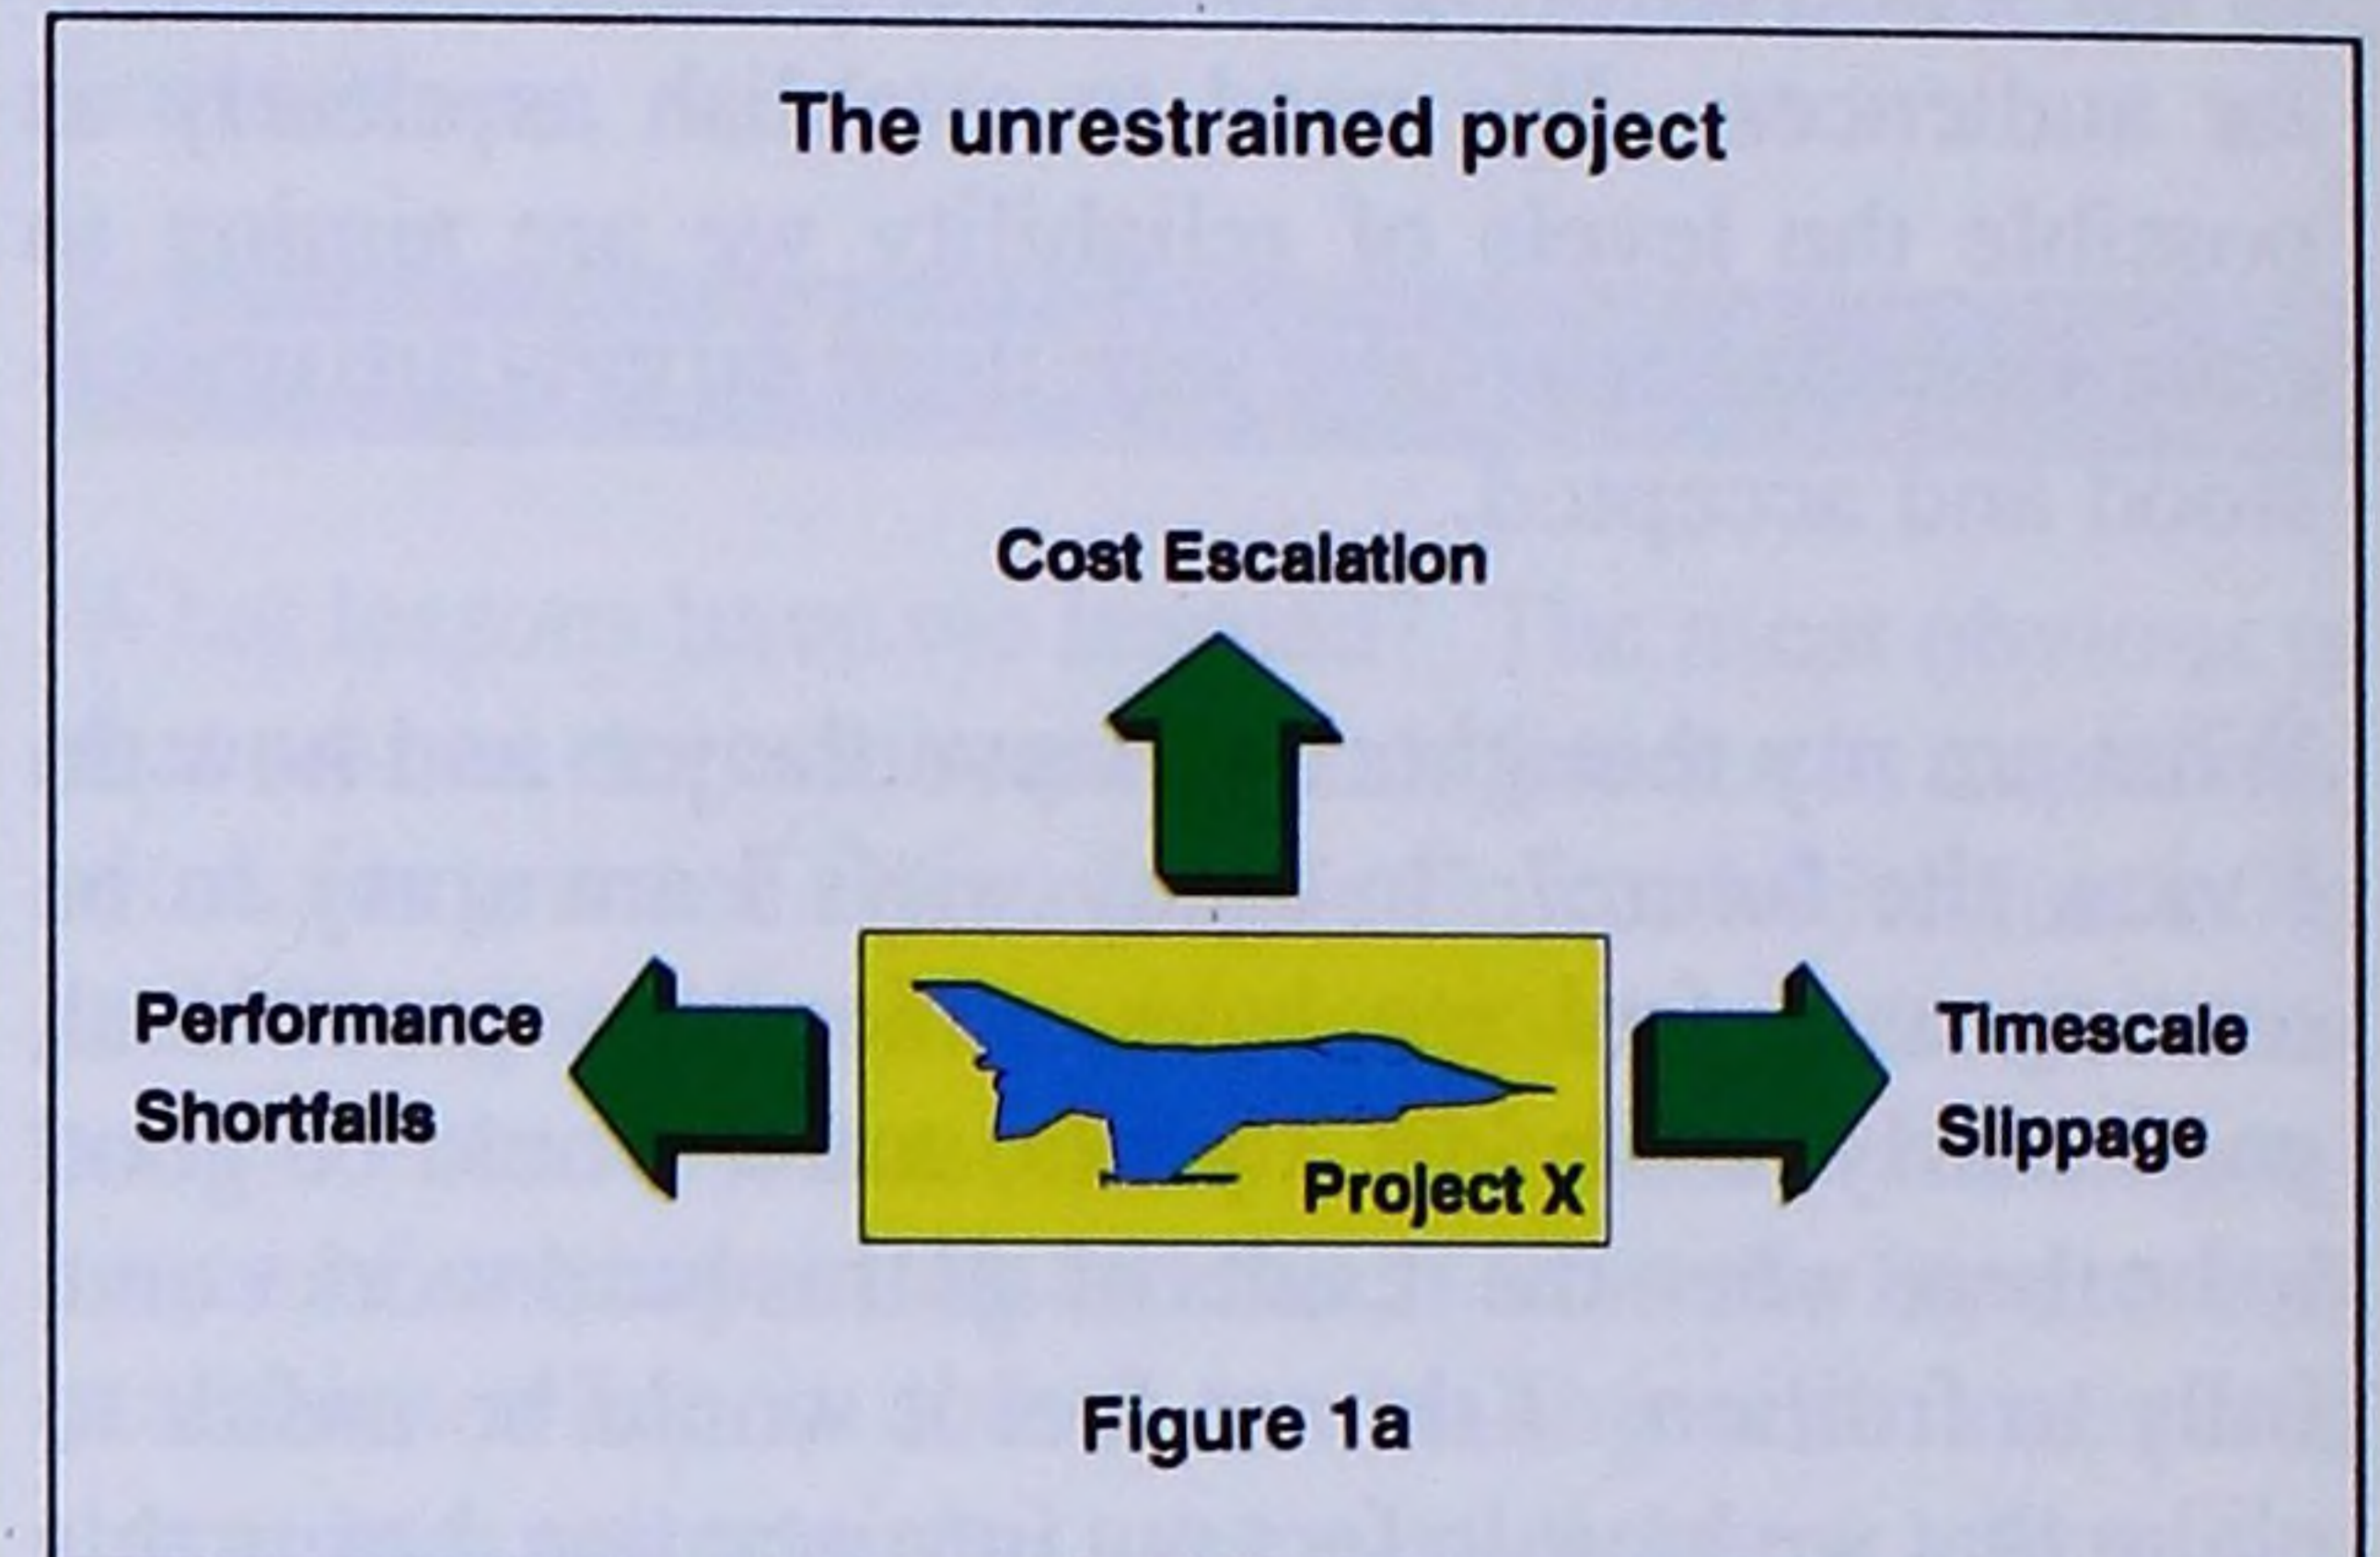 The unrestrained project
Cost Escalation
Performance
Shortfalls
Timescale
Slippage
Project X
Figure 1a